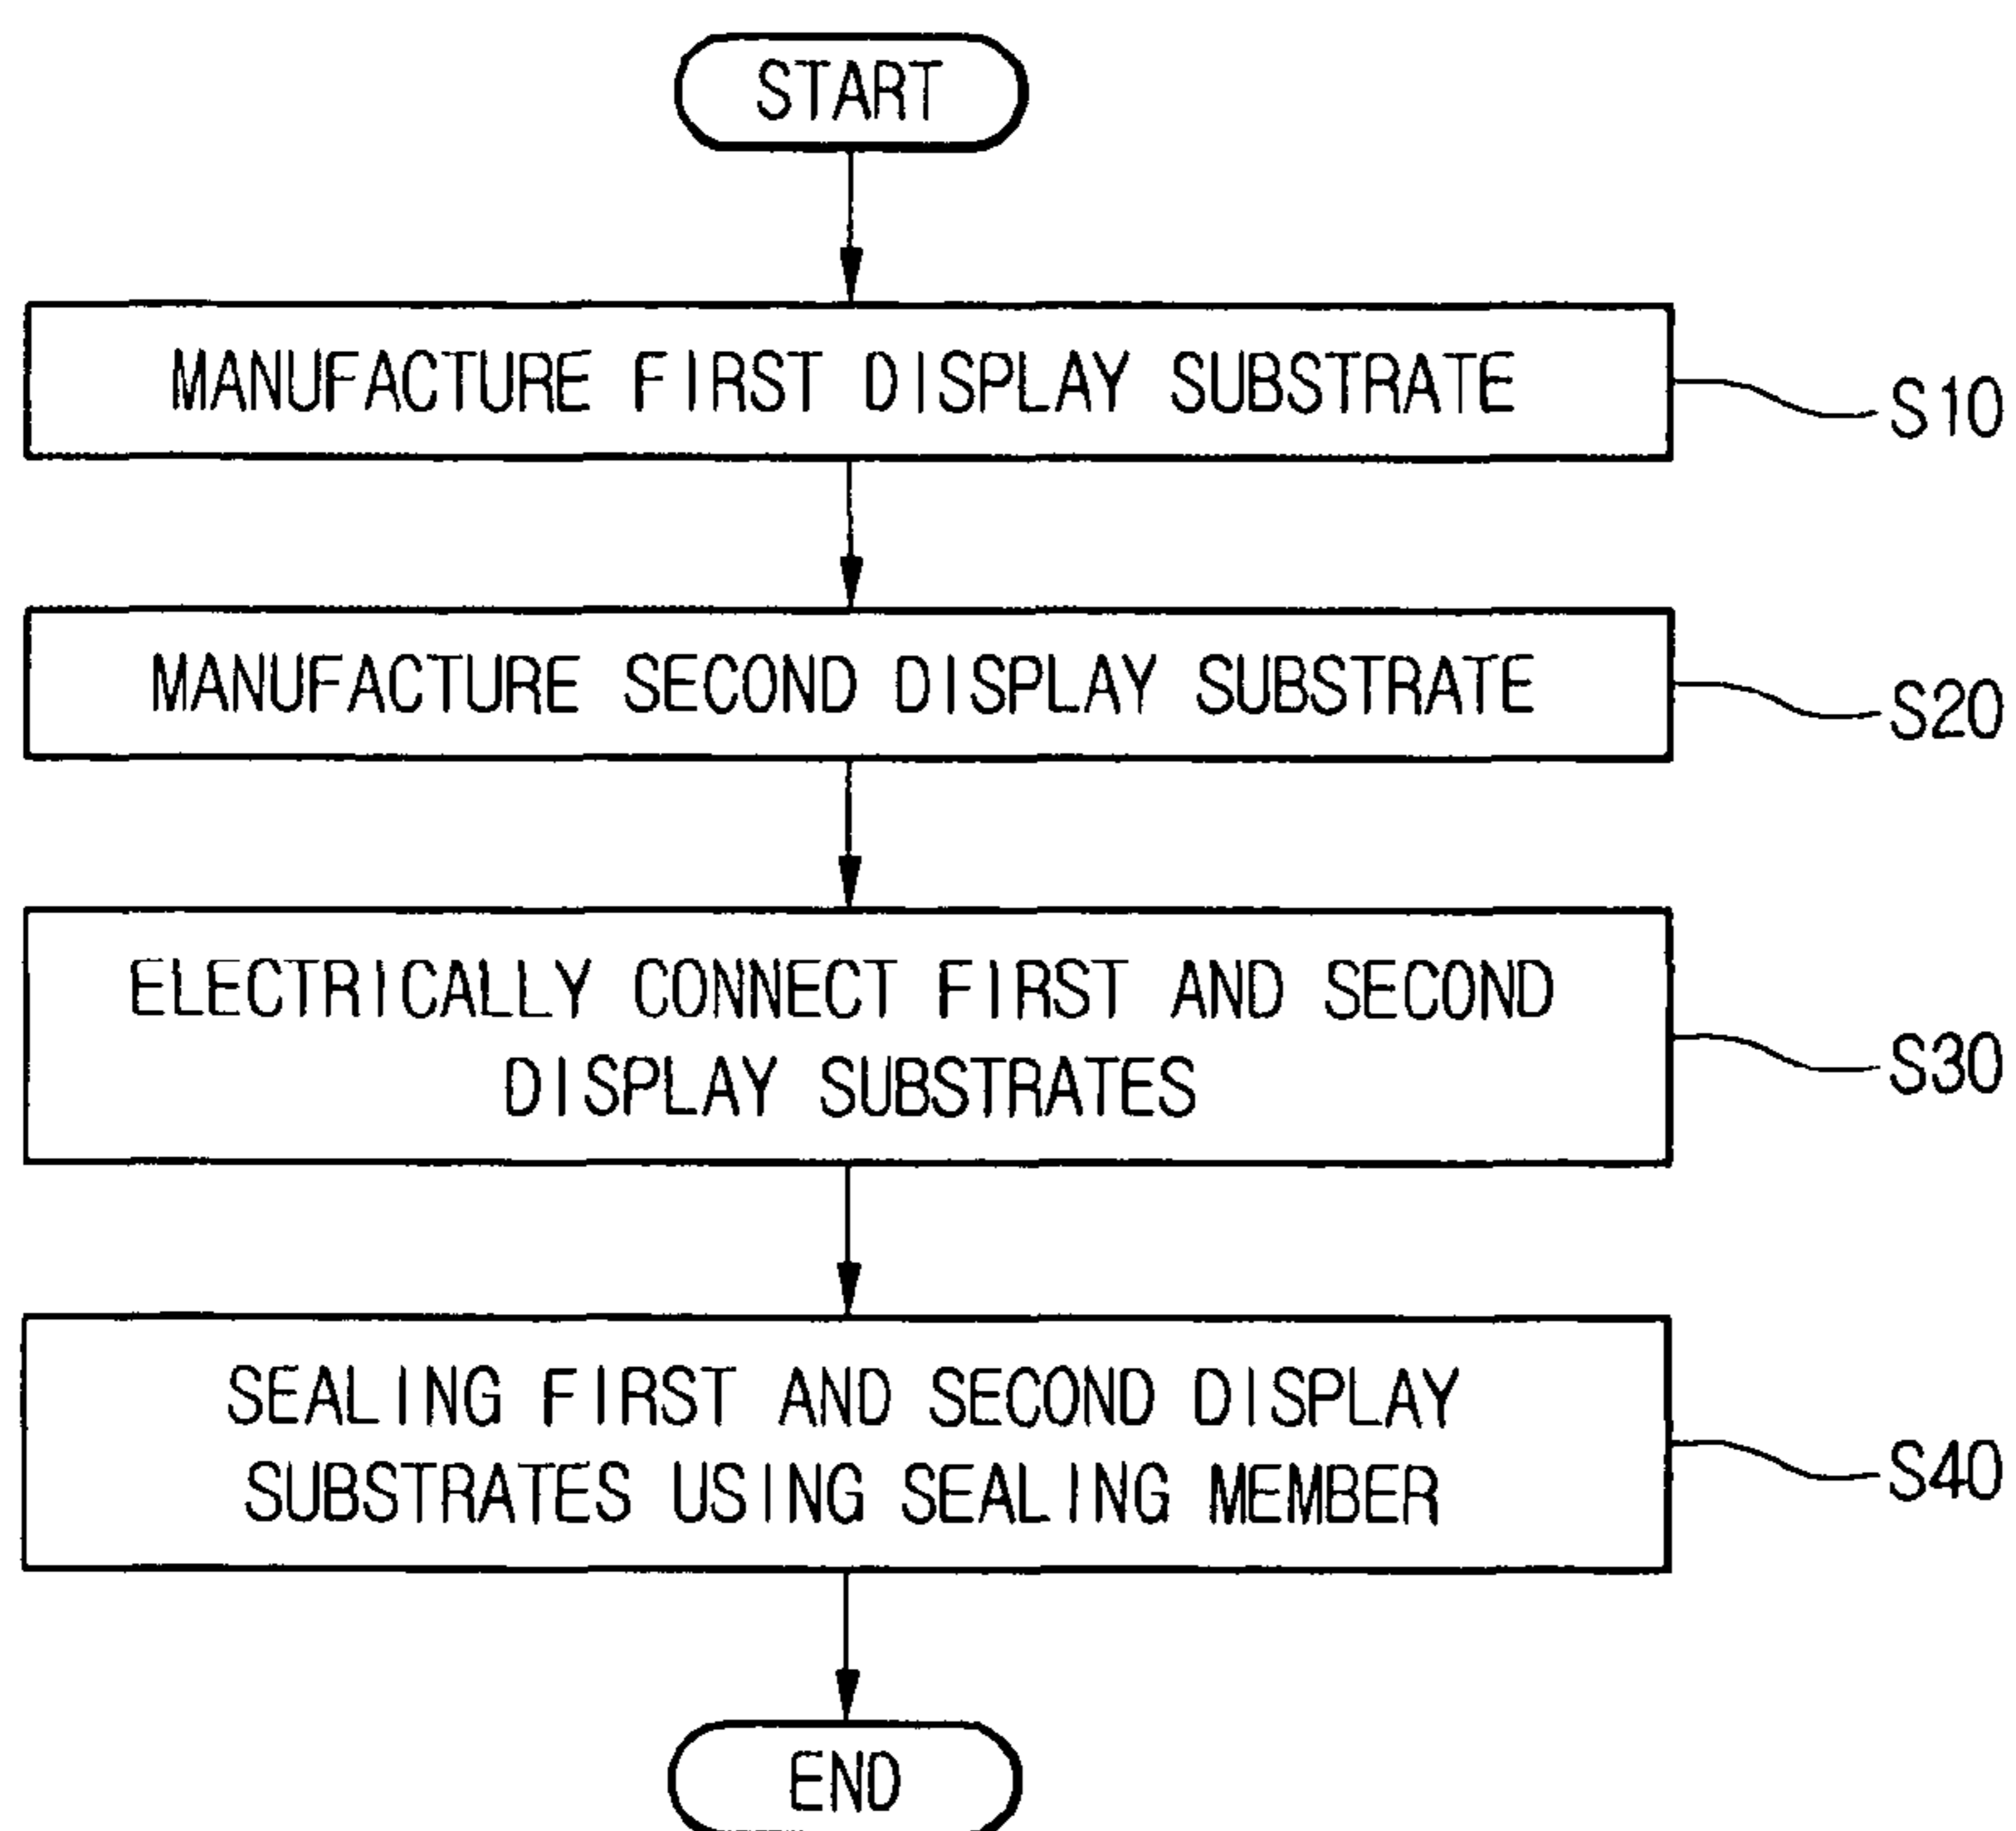 START
MANUFACTURE FIRST DISPLAY SUBSTRATE
S10
MANUFACTURE SECOND DISPLAY SUBSTRATE
S20
ELECTRICALLY CONNECT FIRST AND SECOND
DISPLAY SUBSTRATES
S30
SEALING FIRST AND SECOND DISPLAY
SUBSTRATES USING SEALING MEMBER
S40
END